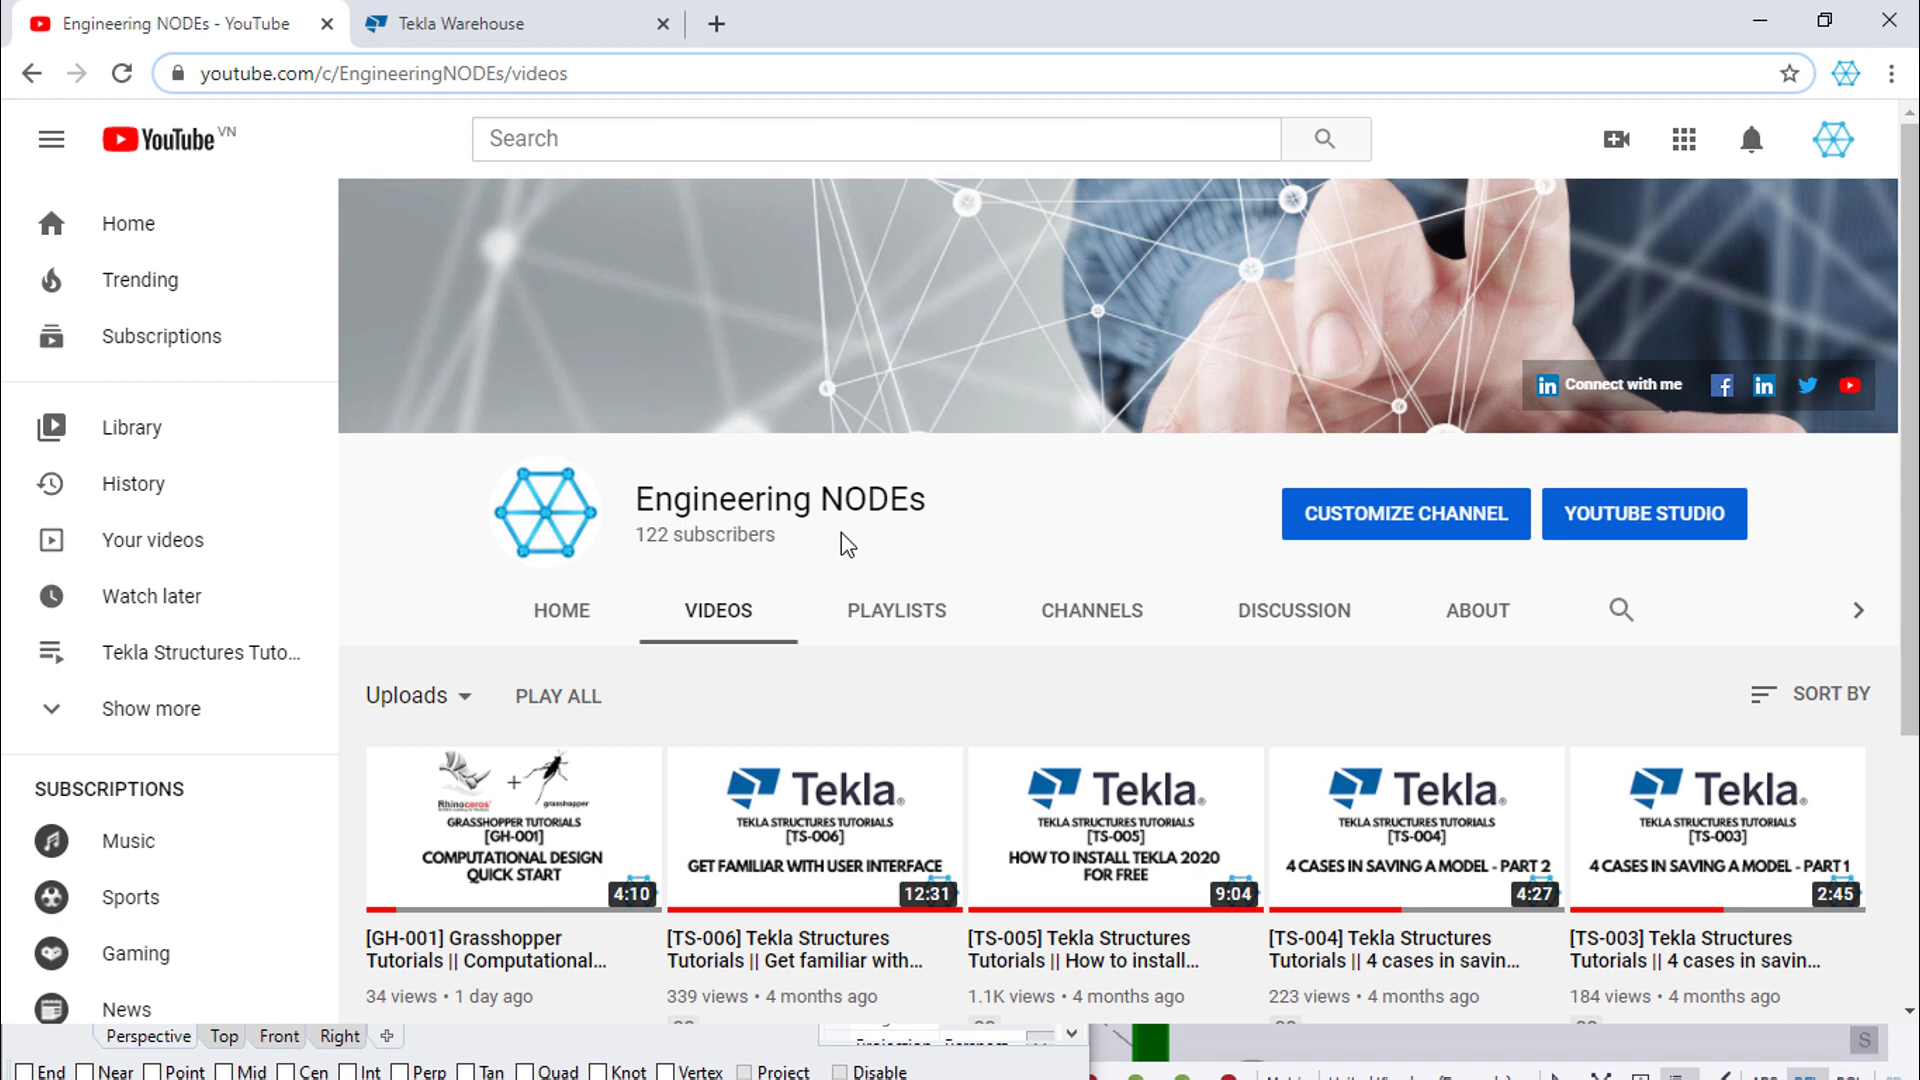 Engineering NODEs - YouTube
Tekla Warehouse
youtube.com/c/EngineeringNODEs/videos
YouTube VN
Search
Home
Trending
Subscriptions
Library
History
Your videos
Watch later
Tekla Structures Tuto...
Show more
SUBSCRIPTIONS
Music
Sports
Gaming
News
Connect with me
Engineering NODEs
122 subscribers
CUSTOMIZE CHANNEL
YOUTUBE STUDIO
HOME
VIDEOS
PLAYLISTS
CHANNELS
DISCUSSION
ABOUT
Uploads
PLAY ALL
SORT BY
Rhinoceros
grasshopper
GRASSHOPPER TUTORIALS
[GH-001]
COMPUTATIONAL DESIGN
QUICK START
4:10
[GH-001] Grasshopper
Tutorials || Computational...
34 views • 1 day ago
Tekla
TEKLA STRUCTURES TUTORIALS
[TS-006]
GET FAMILIAR WITH USER INTERFACE
12:31
[TS-006] Tekla Structures
Tutorials || Get familiar with...
339 views • 4 months ago
Tekla
TEKLA STRUCTURES TUTORIALS
[TS-005]
HOW TO INSTALL TEKLA 2020
FOR FREE
9:04
[TS-005] Tekla Structures
Tutorials || How to install...
1.1K views • 4 months ago
Tekla
TEKLA STRUCTURES TUTORIALS
[TS-004]
4 CASES IN SAVING A MODEL - PART 2
4:27
[TS-004] Tekla Structures
Tutorials || 4 cases in savin...
223 views • 4 months ago
Tekla
TEKLA STRUCTURES TUTORIALS
[TS-003]
4 CASES IN SAVING A MODEL - PART 1
2:45
[TS-003] Tekla Structures
Tutorials || 4 cases in savin...
184 views • 4 months ago
Perspective Top Front Right
S
End Near Point Mid Cen Int Perp Tan Quad Knot Vertex Project Disable